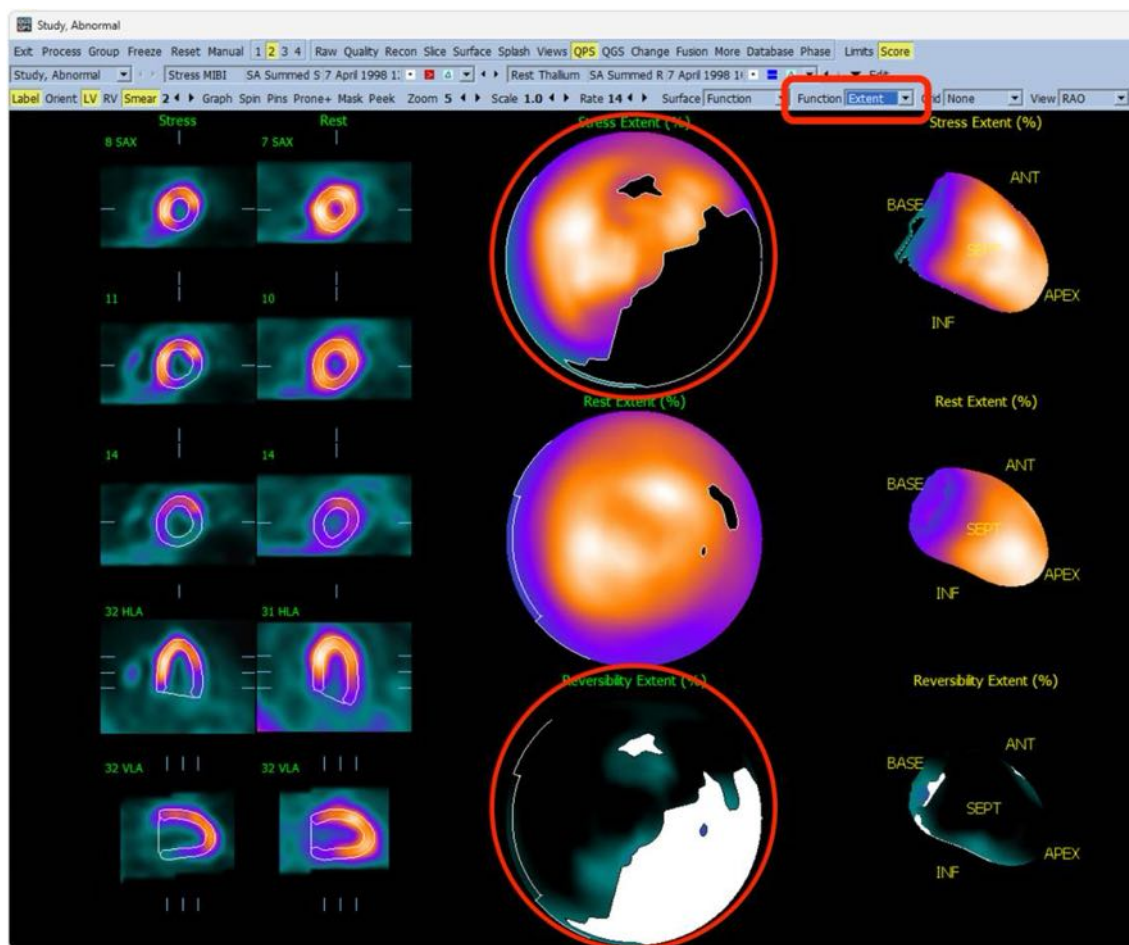 Study, Abnormal
Exit Process Group Freeze Reset Manual 1 2 3 4 Raw Quality Recon Slice Surface Splash Views QPS QGS Change Fusion More Database Phase Limits Score
Study, Abnormal Stress MIBI SA Summed S 7 April 1998 1 Rest Thallium SA Summed R 7 April 1998 1 Edit
Label Orient LV RV Smear 2 Graph Spin Pins Prone+ Mask Peek Zoom 5 Scale 1.0 Rate 14 Surface Function Function Extent Grid None View RAO
Stress Rest Stress Extent (%) Stress Extent (%)
8 SAX 7 SAX
ANT
BASE
SEPT
APEX
INF
11 10
Rest Extent (%) Rest Extent (%)
14 14
ANT
BASE
SEPT
APEX
INF
32 HLA 31 HLA
Reversibility Extent (%) Reversibility Extent (%)
32 VLA 32 VLA
ANT
BASE
SEPT
APEX
INF